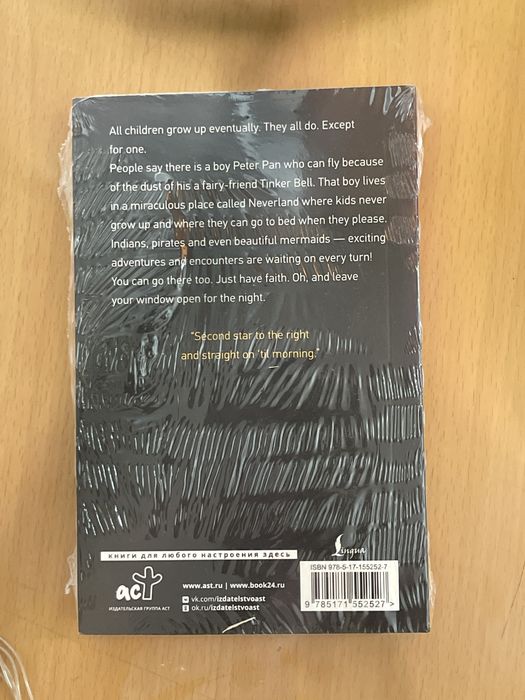 All children grow up eventually. They all do. Except
for one.
People say there is a boy Peter Pan who can fly because
of the dust of his a fairy-friend Tinker Bell. That boy lives
in a miraculous place called Neverland where kids never
grow up and where they can go to bed when they please.
Indians, pirates and even beautiful mermaids — exciting
adventures and encounters are waiting on every turn!
You can go there too. Just have faith. Oh, and leave
your window open for the night.
"Second star to the right
and straight on 'til morning."
книги для любого настроения здесь
Lingua
аст
ИЗДАТЕЛЬСКАЯ ГРУППА АСТ
www.ast.ru | www.book24.ru
vk.com/izdatelstvoast
ok.ru/izdatelstvoast
ISBN 978-5-17-155252-7
9 785171 552527 >